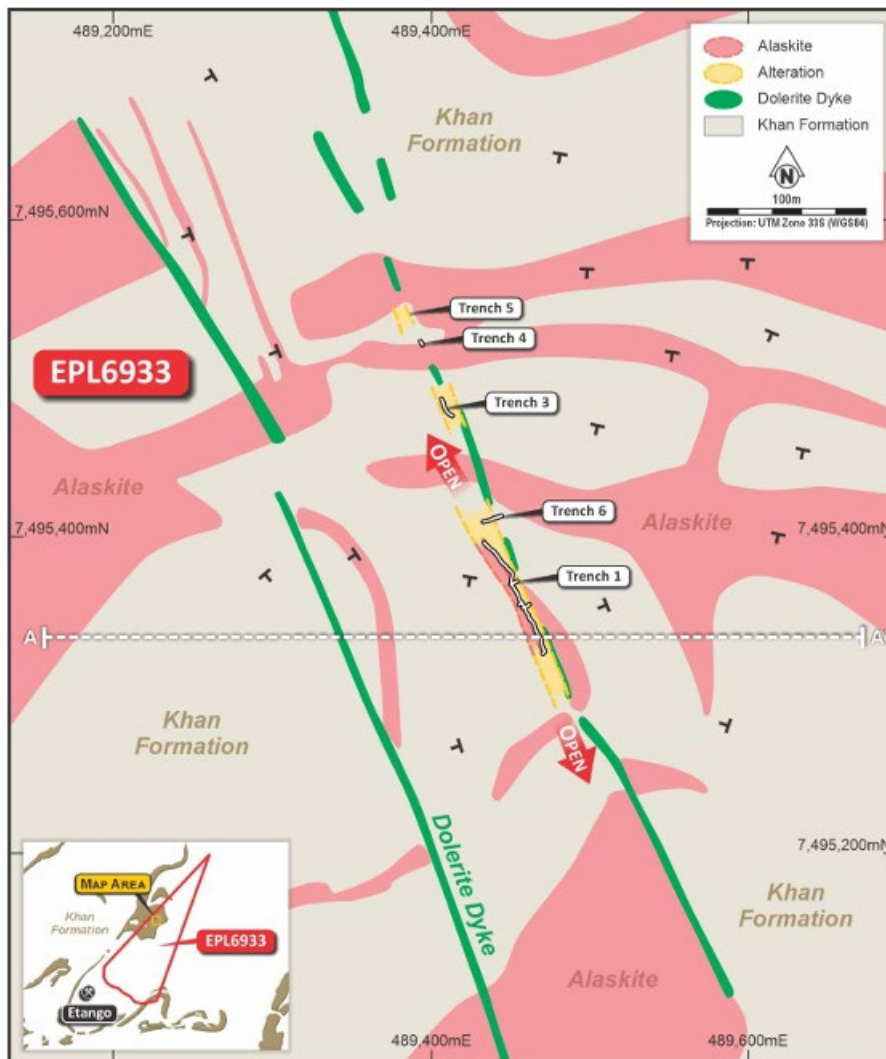 489,200mE
489,400mE
Alaskite
Alteration
Dolerite Dyke
Khan Formation
N
100m
Projection: UTM Zone 33S (WGS84)
Khan
Formation
7,495,600mN
Trench 5
Trench 4
EPL6933
Trench 3
OPEN
Alaskite
7,495,400mN
Trench 6
Alaskite
7,495,400mN
Trench 1
A
A'
Khan
Formation
OPEN
Dolerite Dyke
7,495,200mN
Khan
Formation
MAP AREA
Khan
Formation
EPL6933
Etango
Alaskite
489,400mE
489,600mE